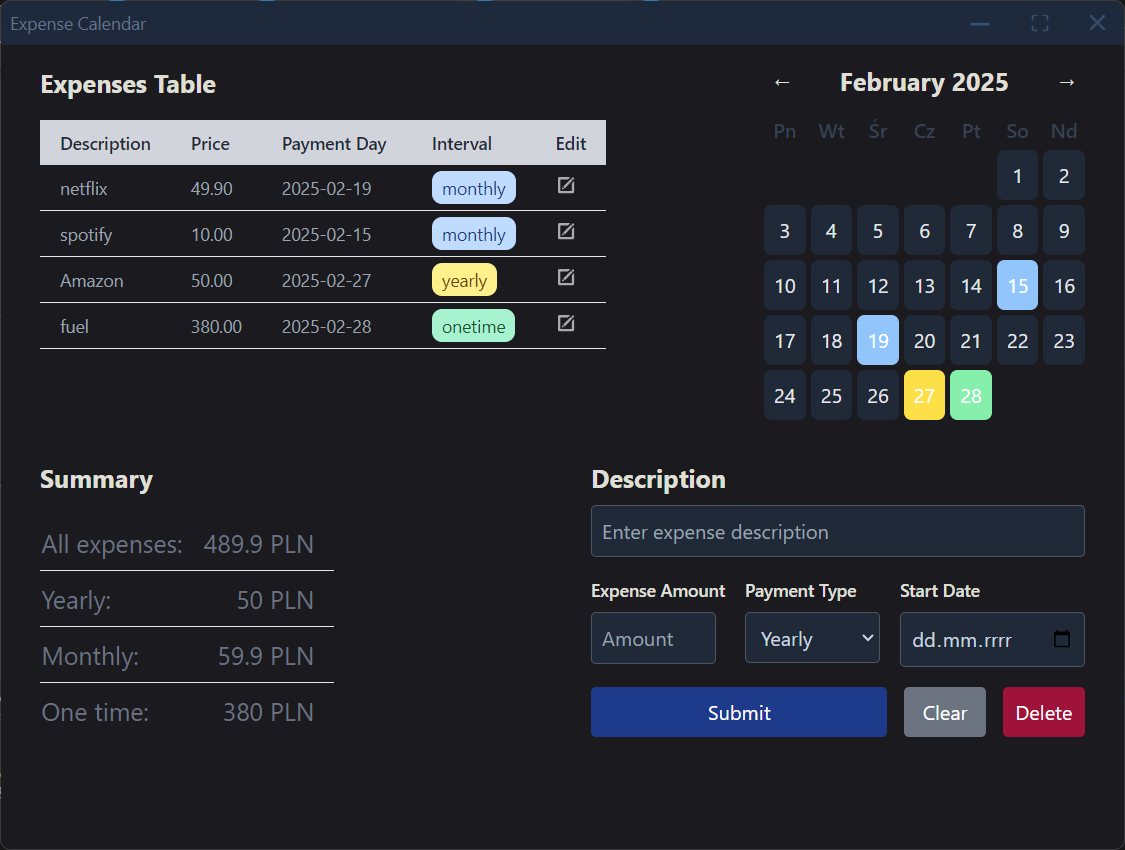 Expense Calendar
Expenses Table
Description Price Payment Day Interval Edit
netflix 49.90 2025-02-19 monthly
spotify 10.00 2025-02-15 monthly
Amazon 50.00 2025-02-27 yearly
fuel 380.00 2025-02-28 onetime
← February 2025 →
Pn Wt Śr Cz Pt So Nd
1 2
3 4 5 6 7 8 9
10 11 12 13 14 15 16
17 18 19 20 21 22 23
24 25 26 27 28
Summary
All expenses: 489.9 PLN
Yearly: 50 PLN
Monthly: 59.9 PLN
One time: 380 PLN
Description
Enter expense description
Expense Amount Payment Type Start Date
Amount Yearly dd.mm.rrrr
Submit Clear Delete